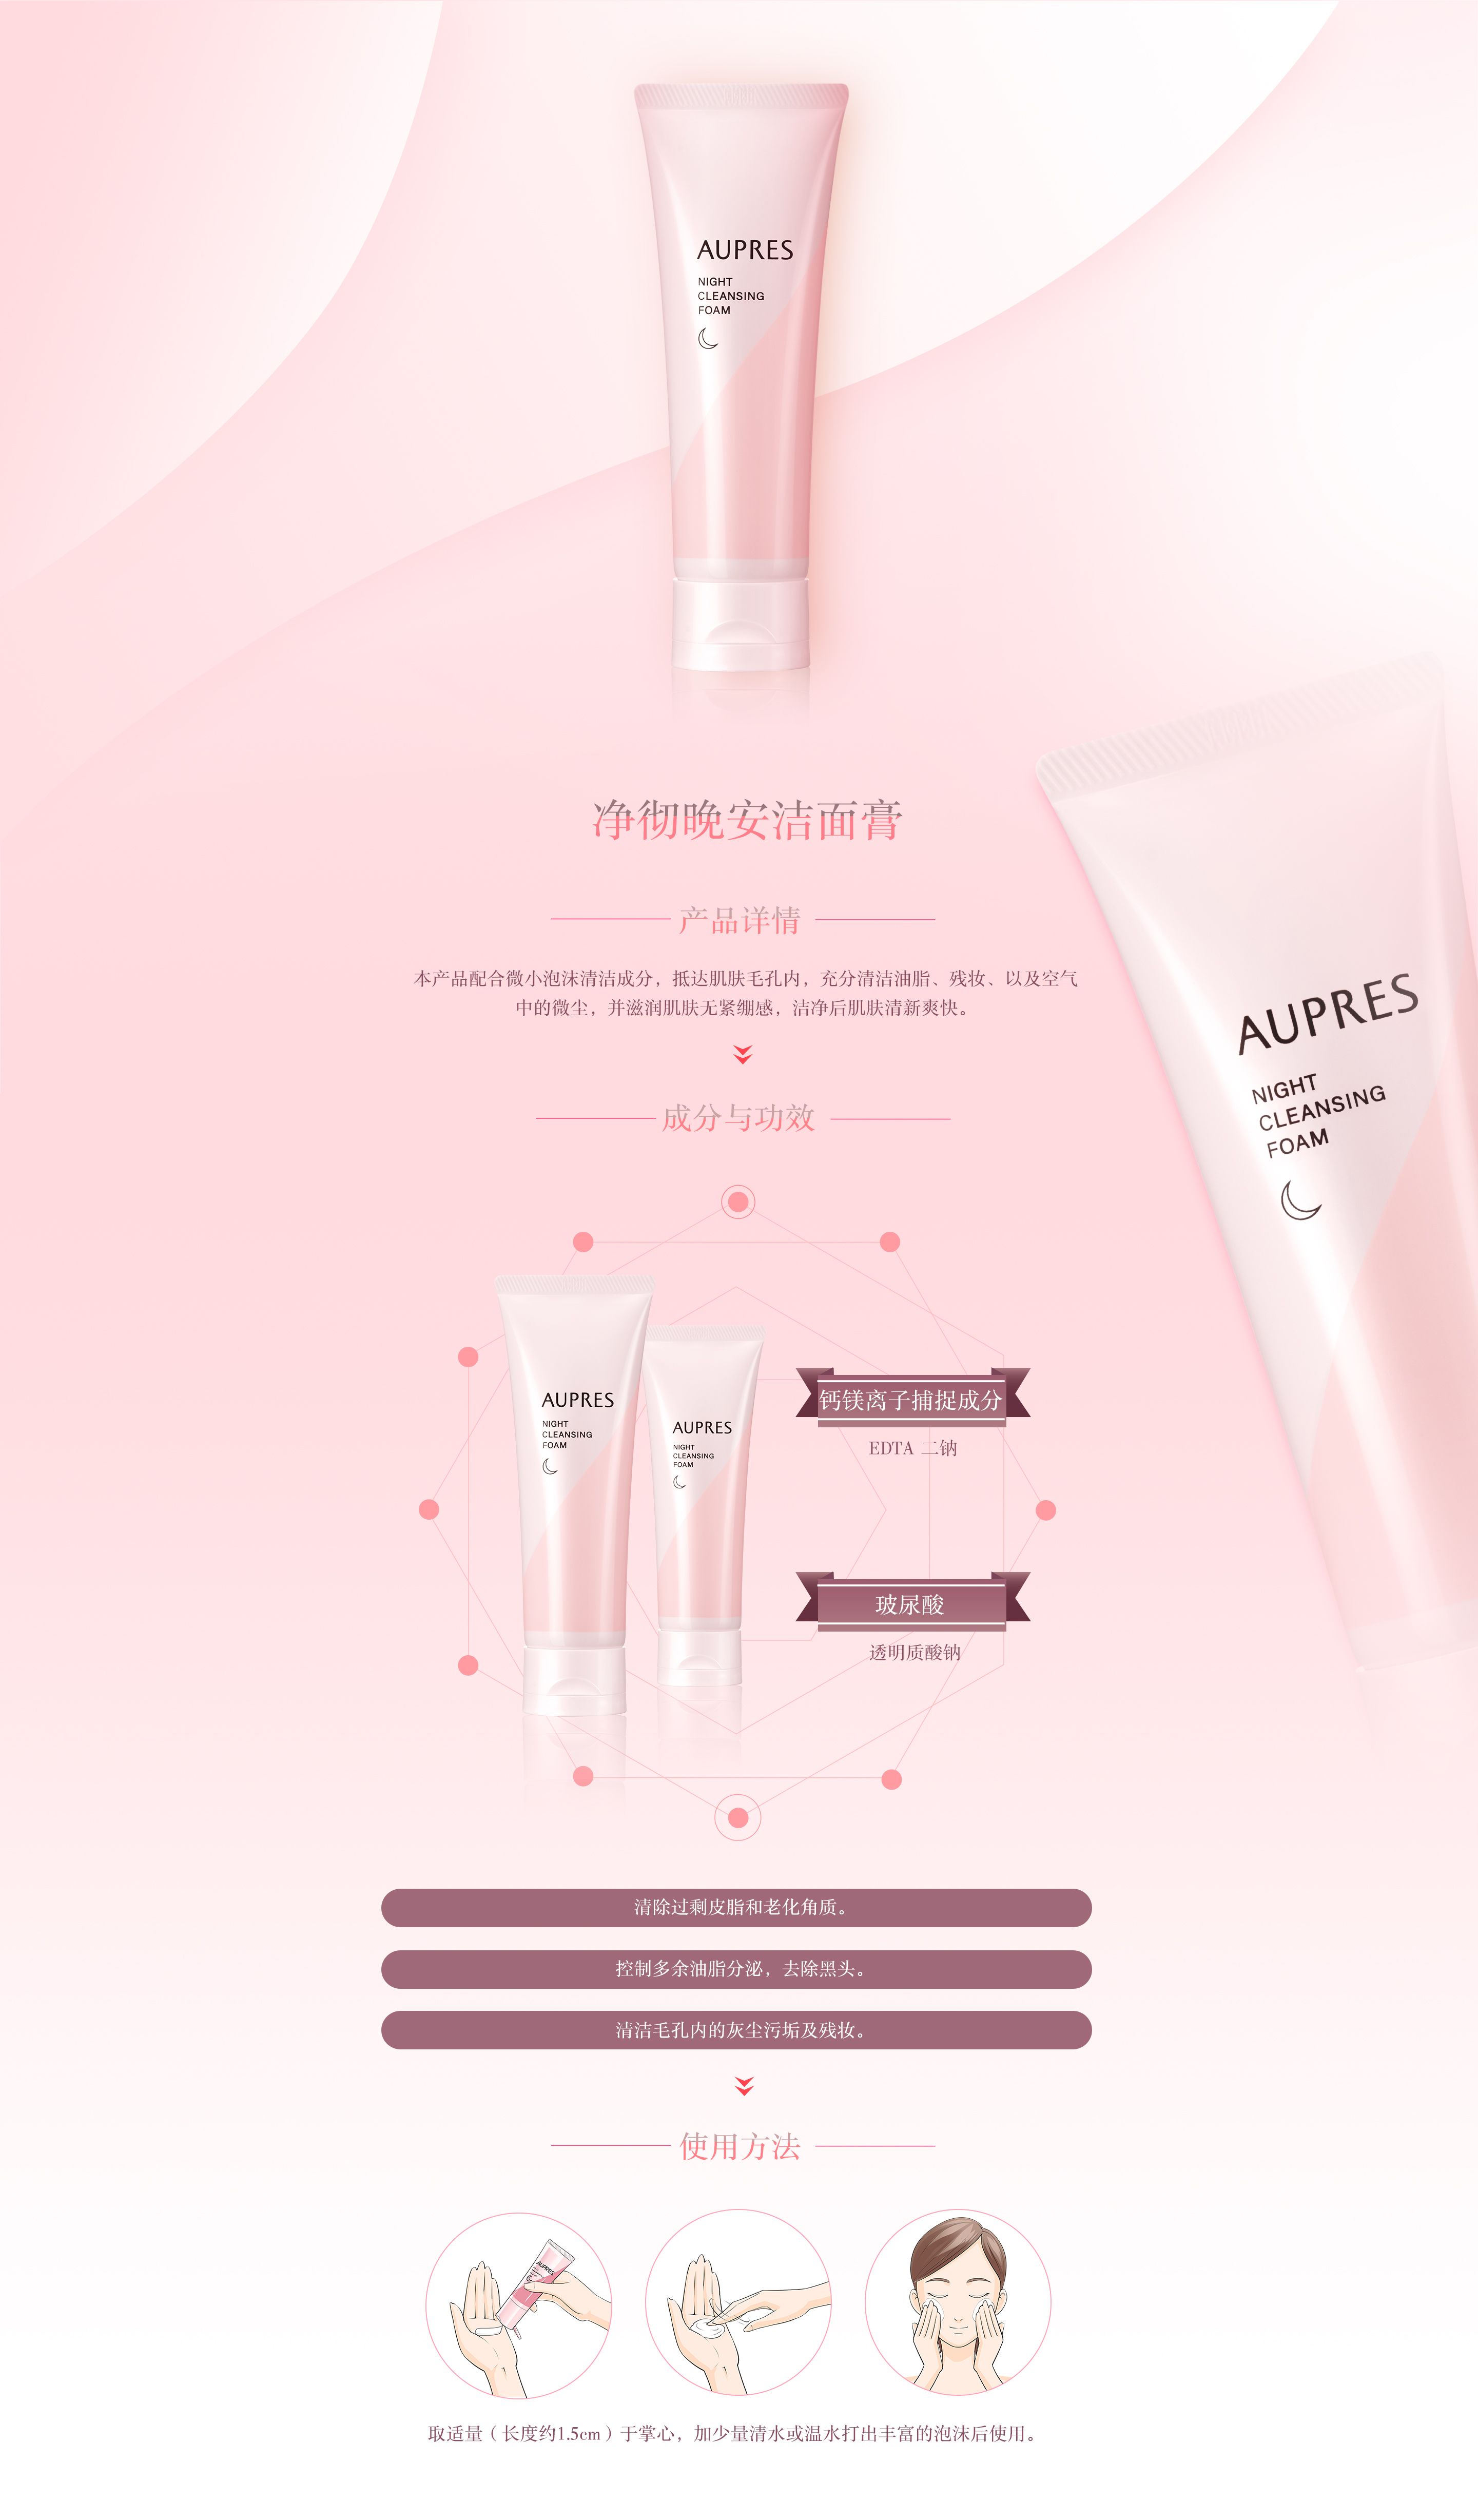 AUPRES
NIGHT
CLEANSING
FOAM
净彻晚安洁面膏
产品详情
本产品配合微小泡沫清洁成分，抵达肌肤毛孔内，充分清洁油脂、残妆、以及空气
中的微尘，并滋润肌肤无紧绷感，洁净后肌肤清新爽快。
AUPRES
NIGHT
CLEANSING
FOAM
成分与功效
AUPRES
NIGHT
CLEANSING
FOAM
AUPRES
NIGHT
CLEANSING
FOAM
钙镁离子捕捉成分
EDTA 二钠
玻尿酸
透明质酸钠
清除过剩皮脂和老化角质。
控制多余油脂分泌，去除黑头。
清洁毛孔内的灰尘污垢及残妆。
使用方法
AUPRES
取适量（长度约1.5cm）于掌心，加少量清水或温水打出丰富的泡沫后使用。